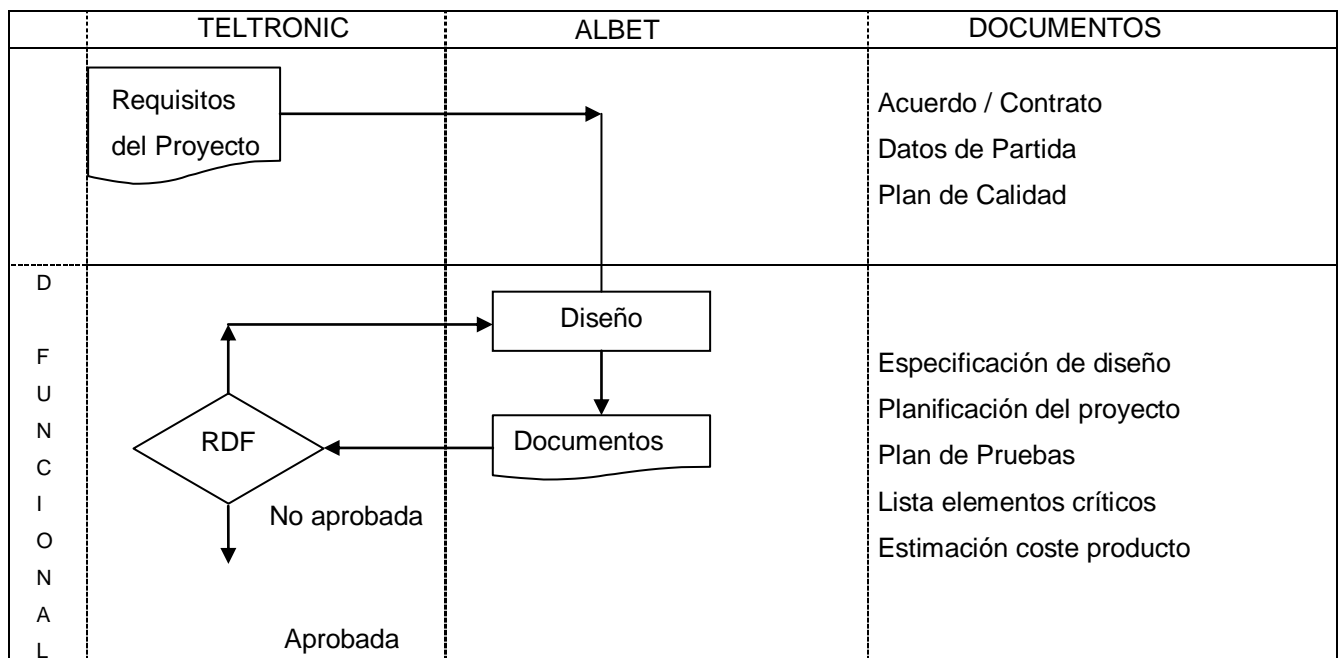 TELTRONIC
ALBET
DOCUMENTOS
Requisitos
del Proyecto
Acuerdo / Contrato
Datos de Partida
Plan de Calidad
D
F
U
N
C
I
O
N
A
L
Diseño
RDF
Documentos
No aprobada
Aprobada
Especificación de diseño
Planificación del proyecto
Plan de Pruebas
Lista elementos críticos
Estimación coste producto